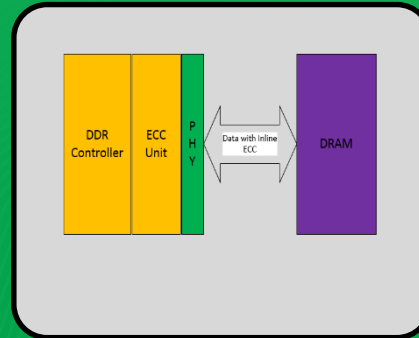 DDR
Controller
ECC
Unit
P
H
Y
Data with Inline
ECC
DRAM